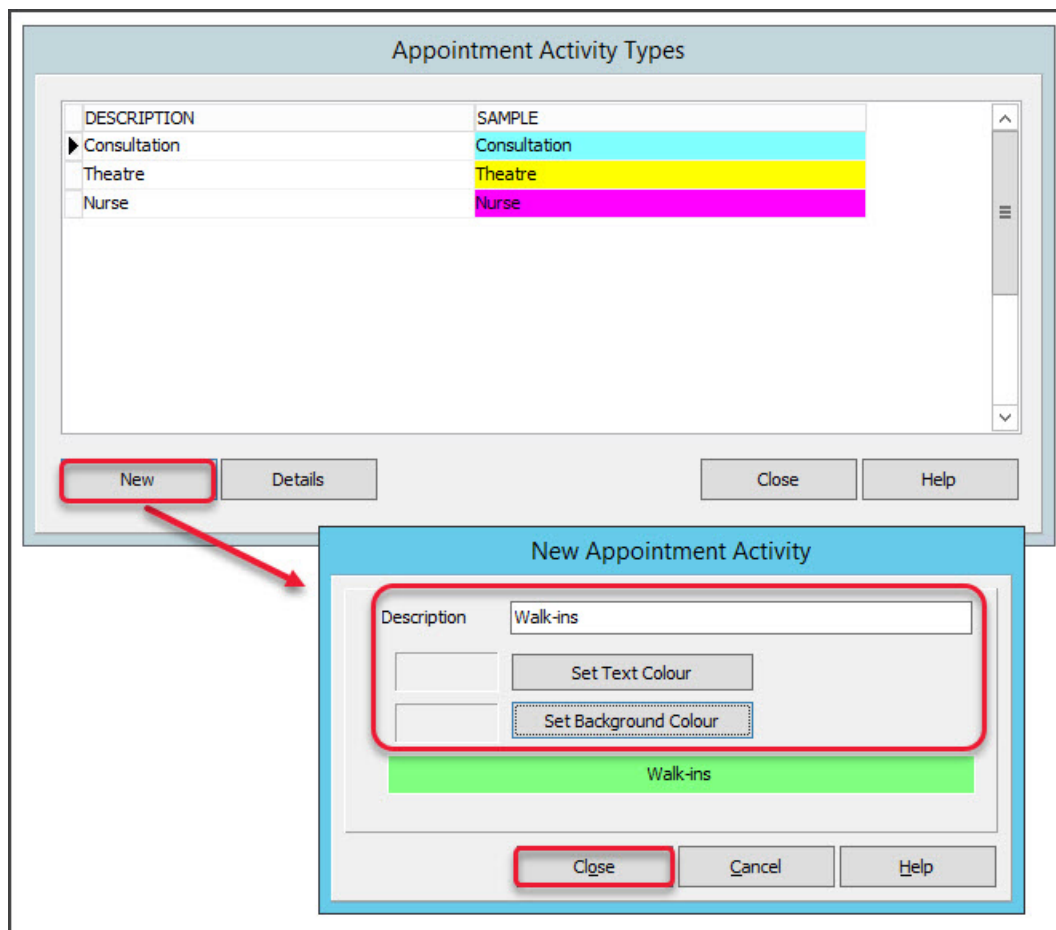 Appointment Activity Types
DESCRIPTION SAMPLE
Consultation Consultation
Theatre Theatre
Nurse Nurse
New Details Close Help
New Appointment Activity
Description Walk-ins
Set Text Colour
Set Background Colour
Walk-ins
Close Cancel Help